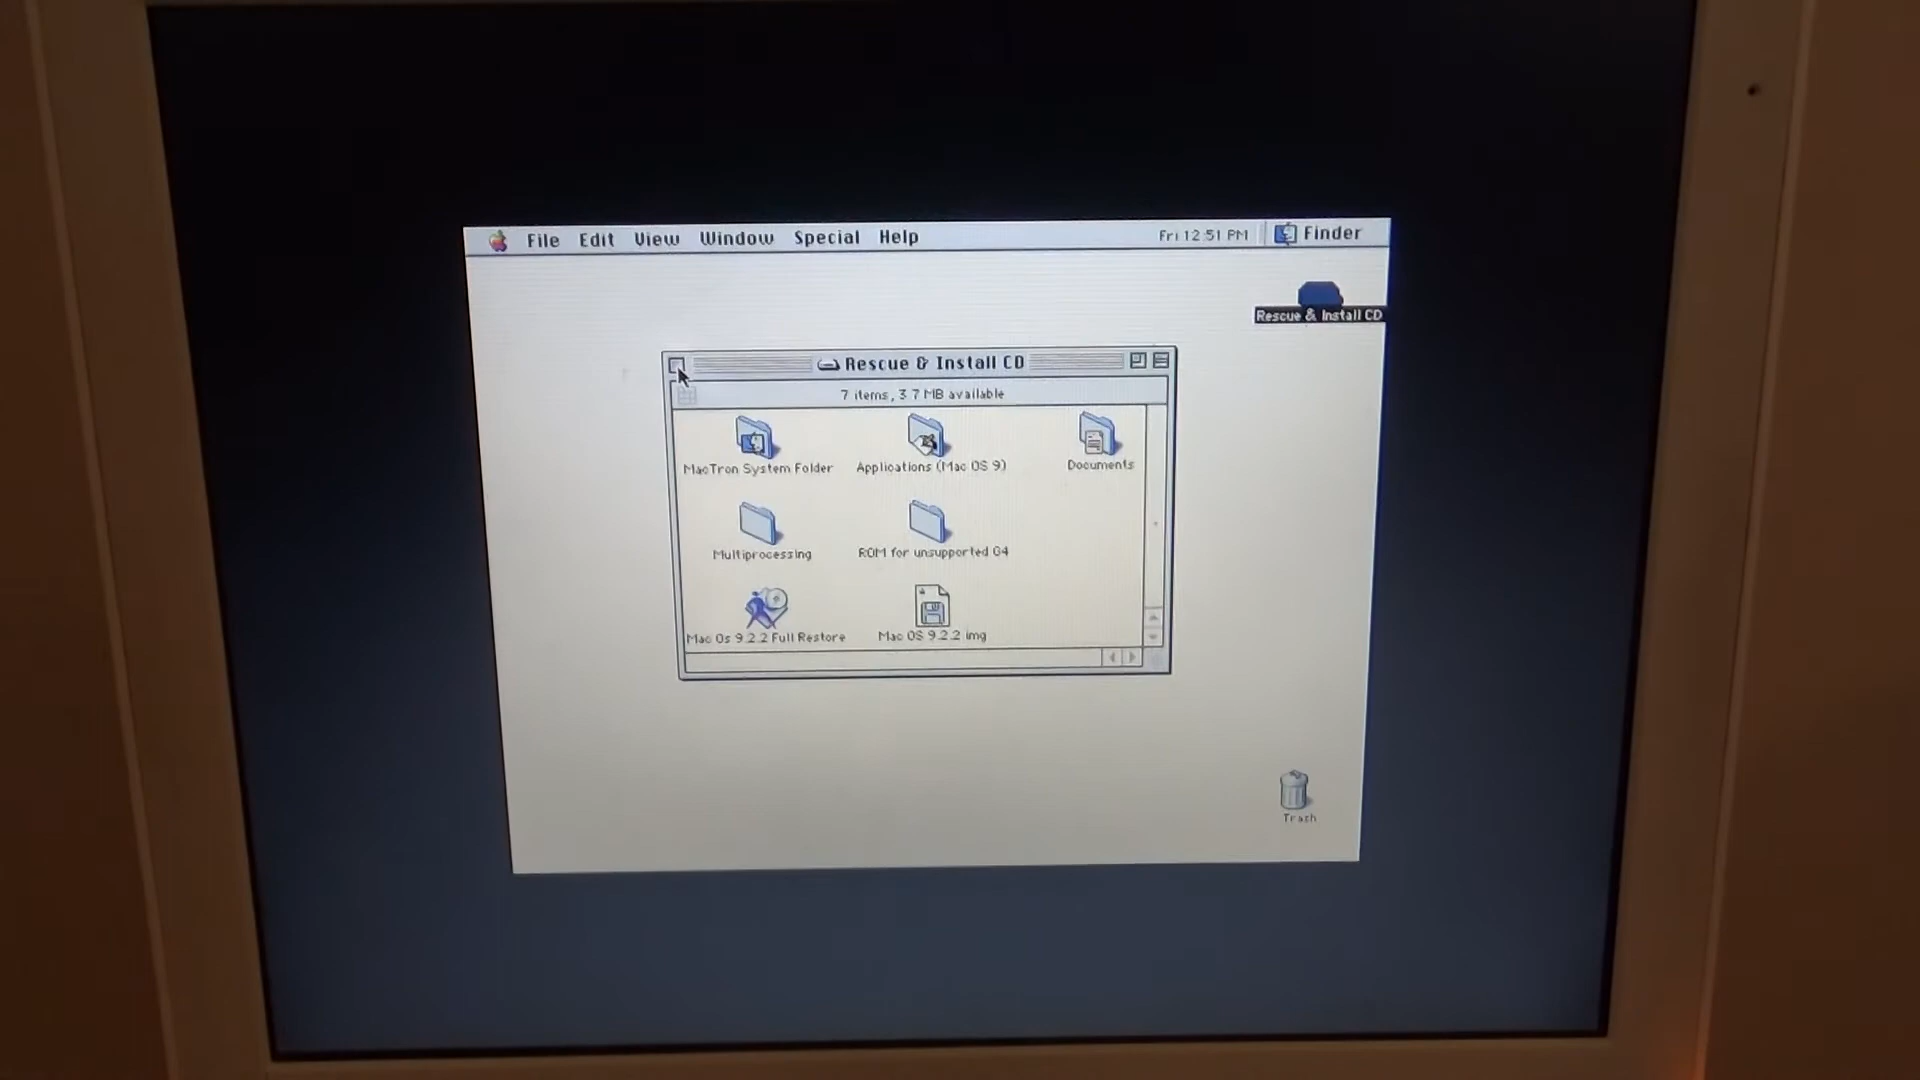 File Edit View Window Special Help Fri 12:51 PM Finder
Rescue & Install CD
Rescue & Install CD
7 items, 3.7 MB available
MacTron System Folder Applications (Mac OS 9) Documents
Multiprocessing ROM for unsupported G4
Mac Os 9.2.2 Full Restore Mac OS 9.2.2 img
Trash